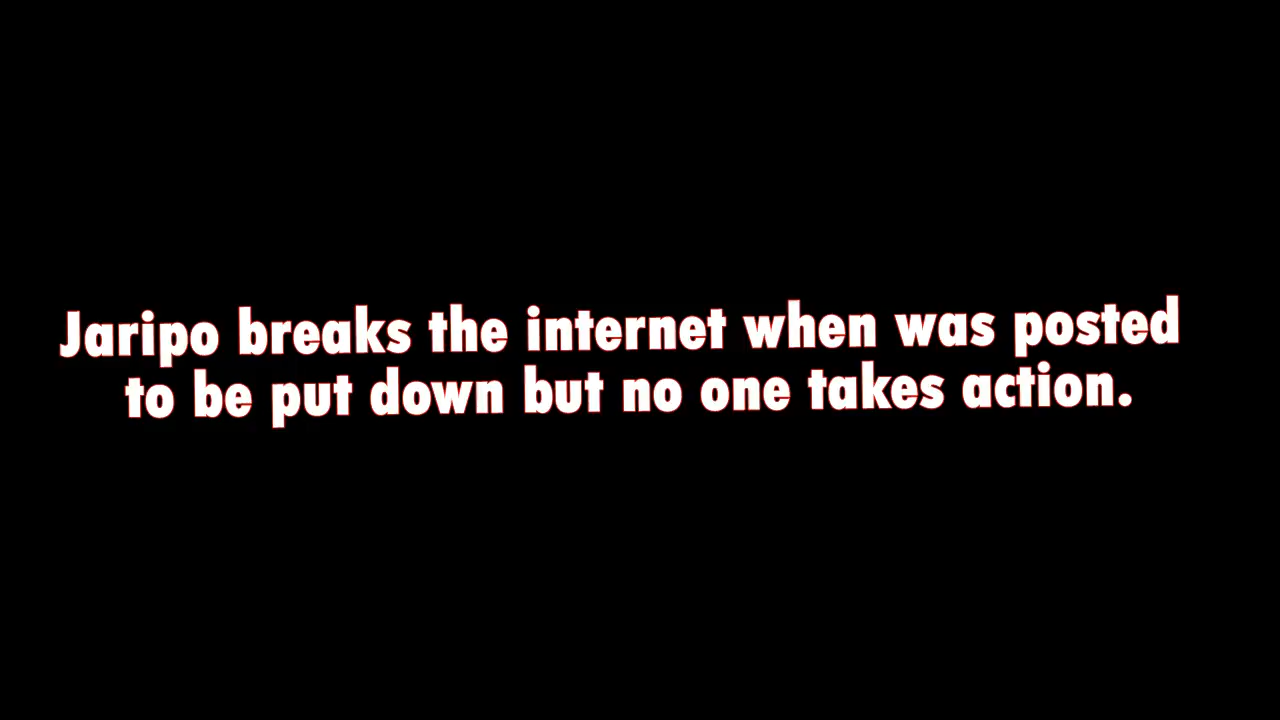 Jaripo breaks the internet when was posted
to be put down but no one takes action.